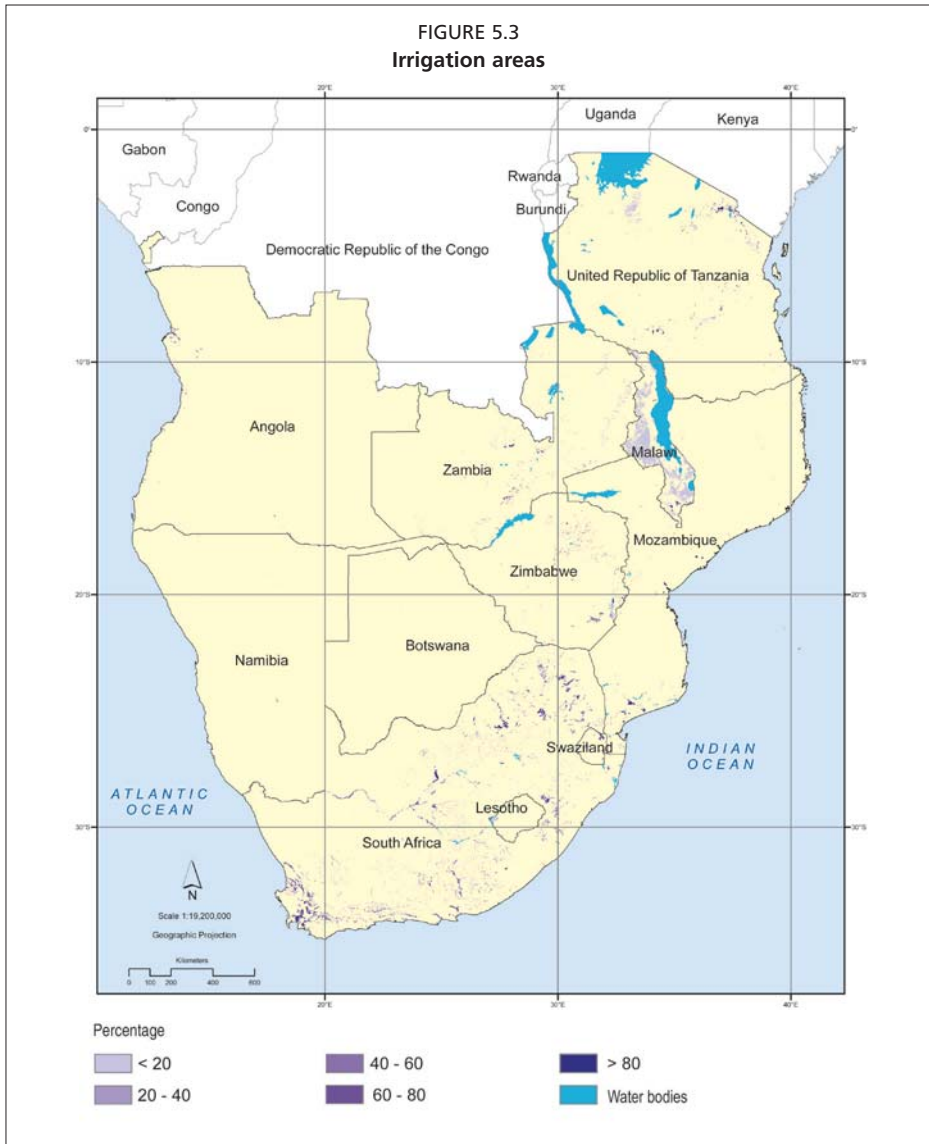 FIGURE 5.3
Irrigation areas
20°E
30°E
40°E
Uganda
Kenya
0°
0°
Gabon
Rwanda
Congo
Burundi
Democratic Republic of the Congo
United Republic of Tanzania
10°S
10°S
Angola
Malawi
Zambia
Mozambique
Zimbabwe
20°S
20°S
Botswana
Namibia
Swaziland
INDIAN
OCEAN
ATLANTIC
OCEAN
Lesotho
30°S
South Africa
30°S
N
Scale 1:19,200,000
Geographic Projection
Kilometers
0 100 200 400 600
20°E
30°E
40°E
Percentage
< 20
40 - 60
> 80
20 - 40
60 - 80
Water bodies